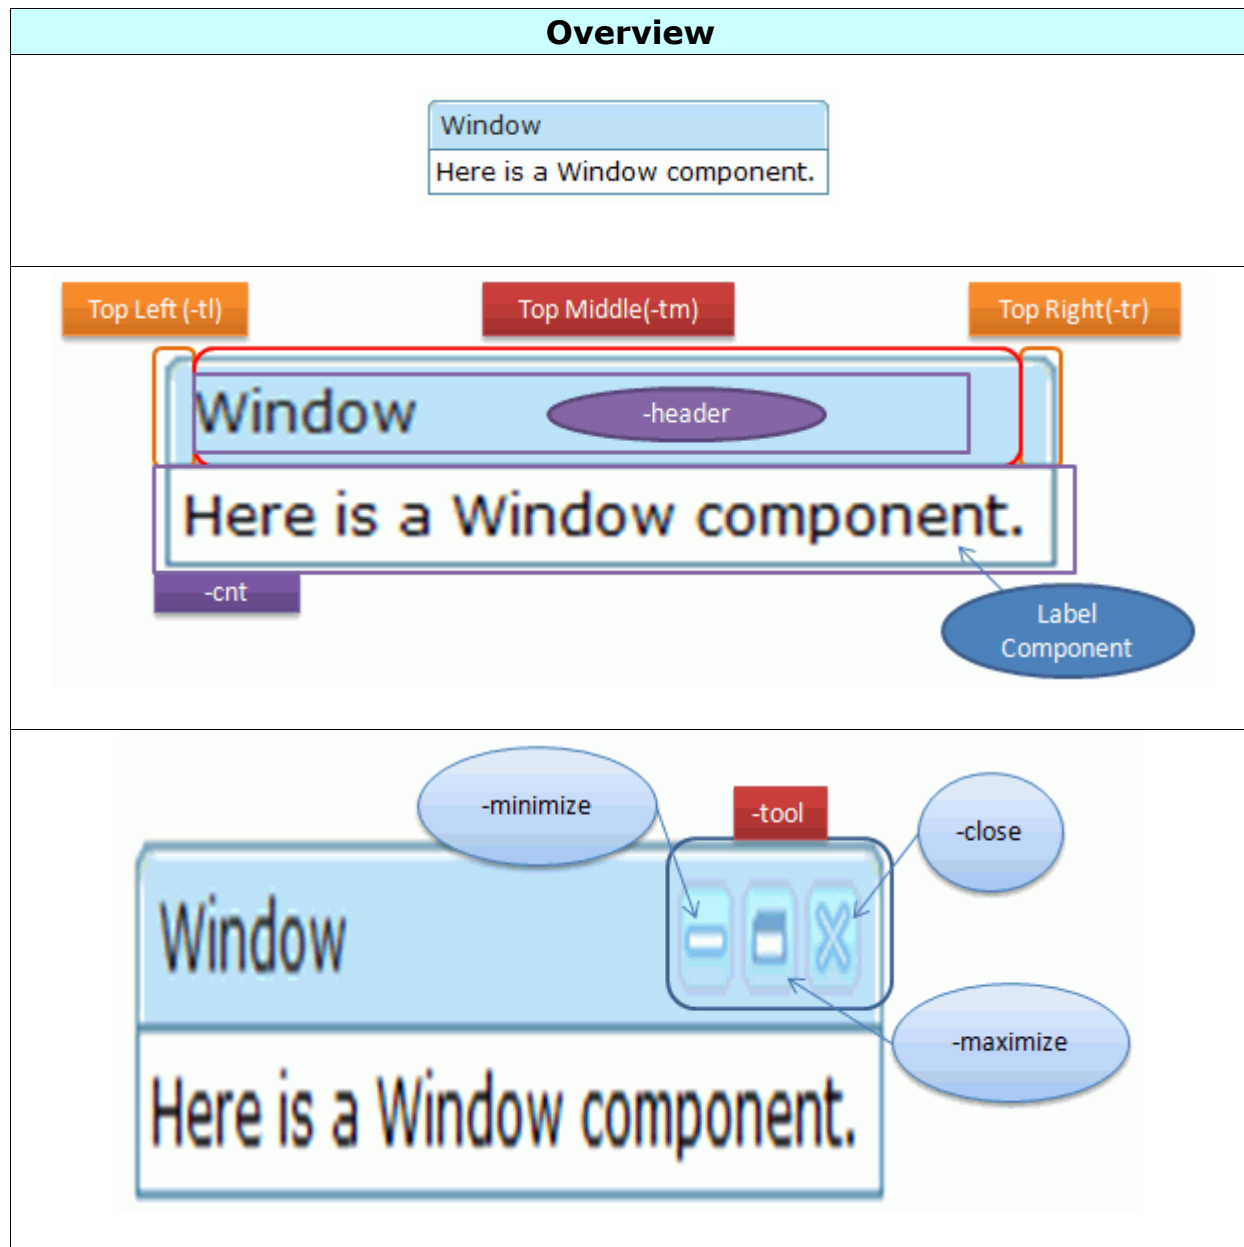 Overview
Window
Here is a Window component.
Top Left (-tl)
Top Middle(-tm)
Top Right(-tr)
Window
-header
Here is a Window component.
-cnt
Label
Component
-minimize
-tool
-close
Window
-maximize
Here is a Window component.